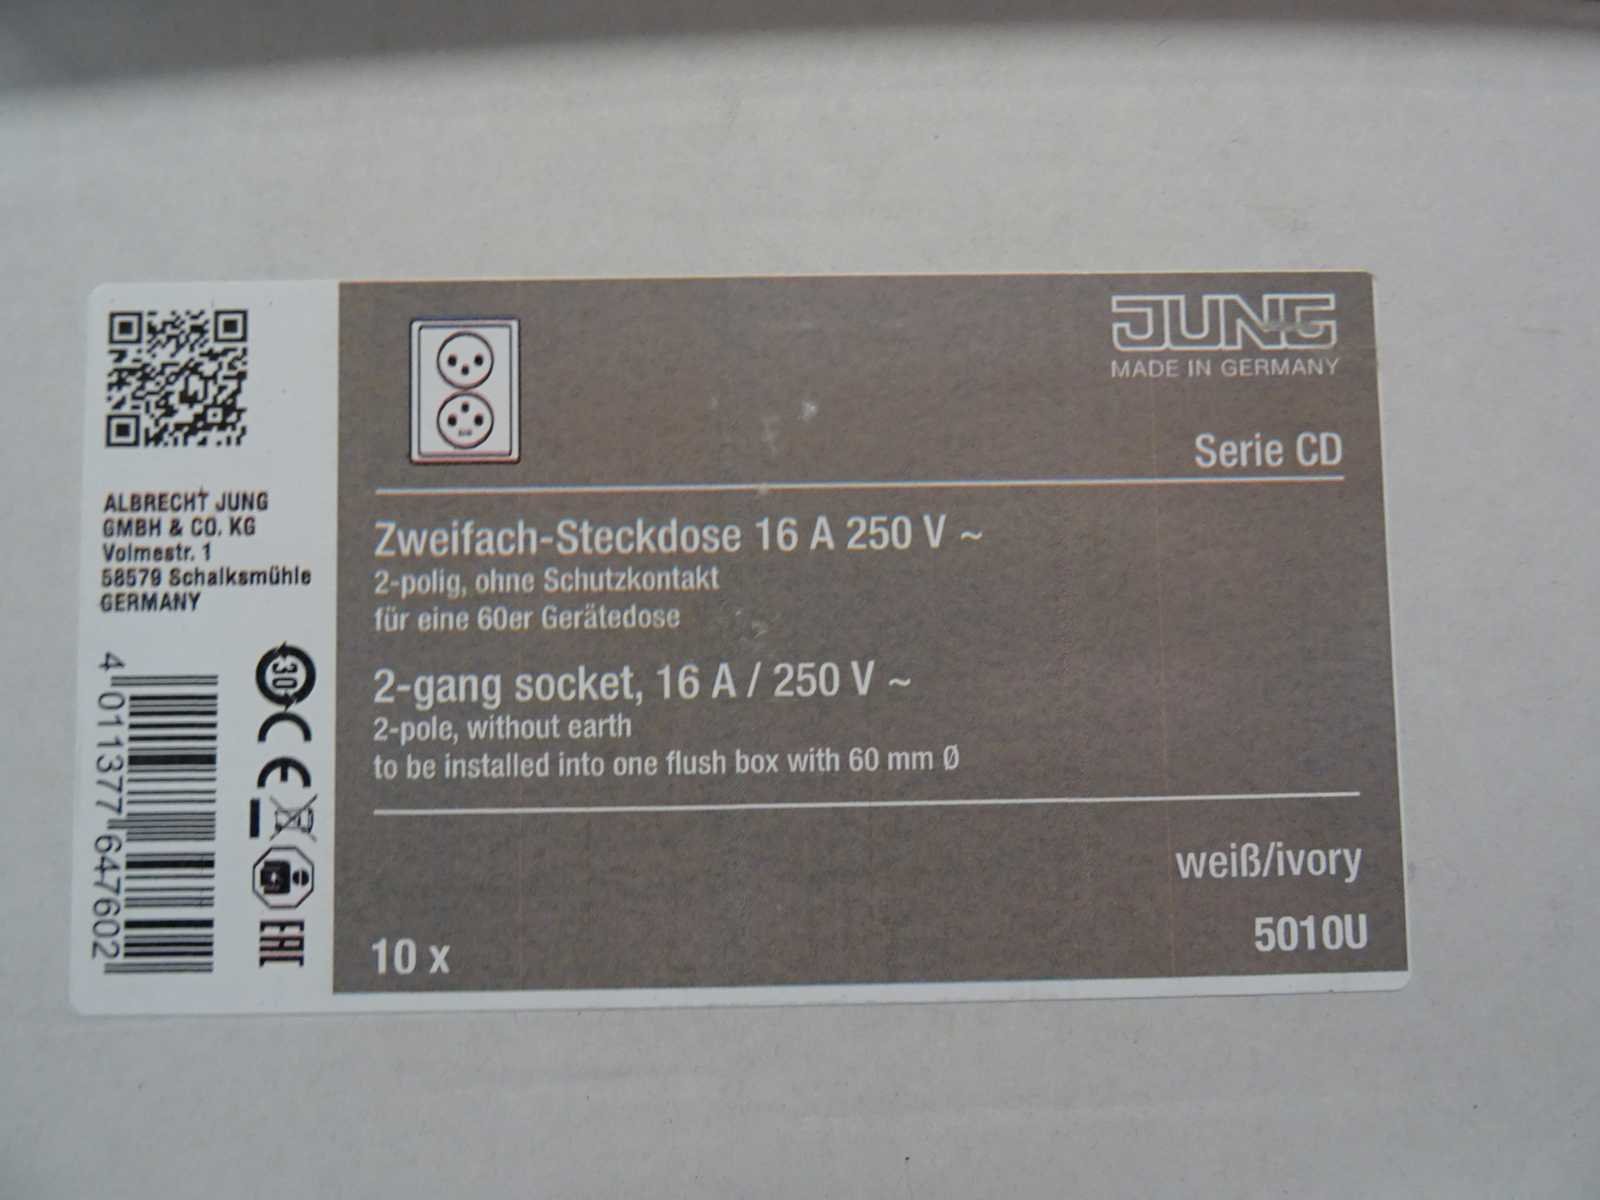 ALBRECHT JUNG
GMBH & CO. KG
Volmestr. 1
58579 Schalksmühle
GERMANY
4 011377 647602
30
CE
EAC
JUNG
MADE IN GERMANY
Serie CD
Zweifach-Steckdose 16 A 250 V ~
2-polig, ohne Schutzkontakt
für eine 60er Gerätedose
2-gang socket, 16 A / 250 V ~
2-pole, without earth
to be installed into one flush box with 60 mm Ø
weiß/ivory
5010U
10 x